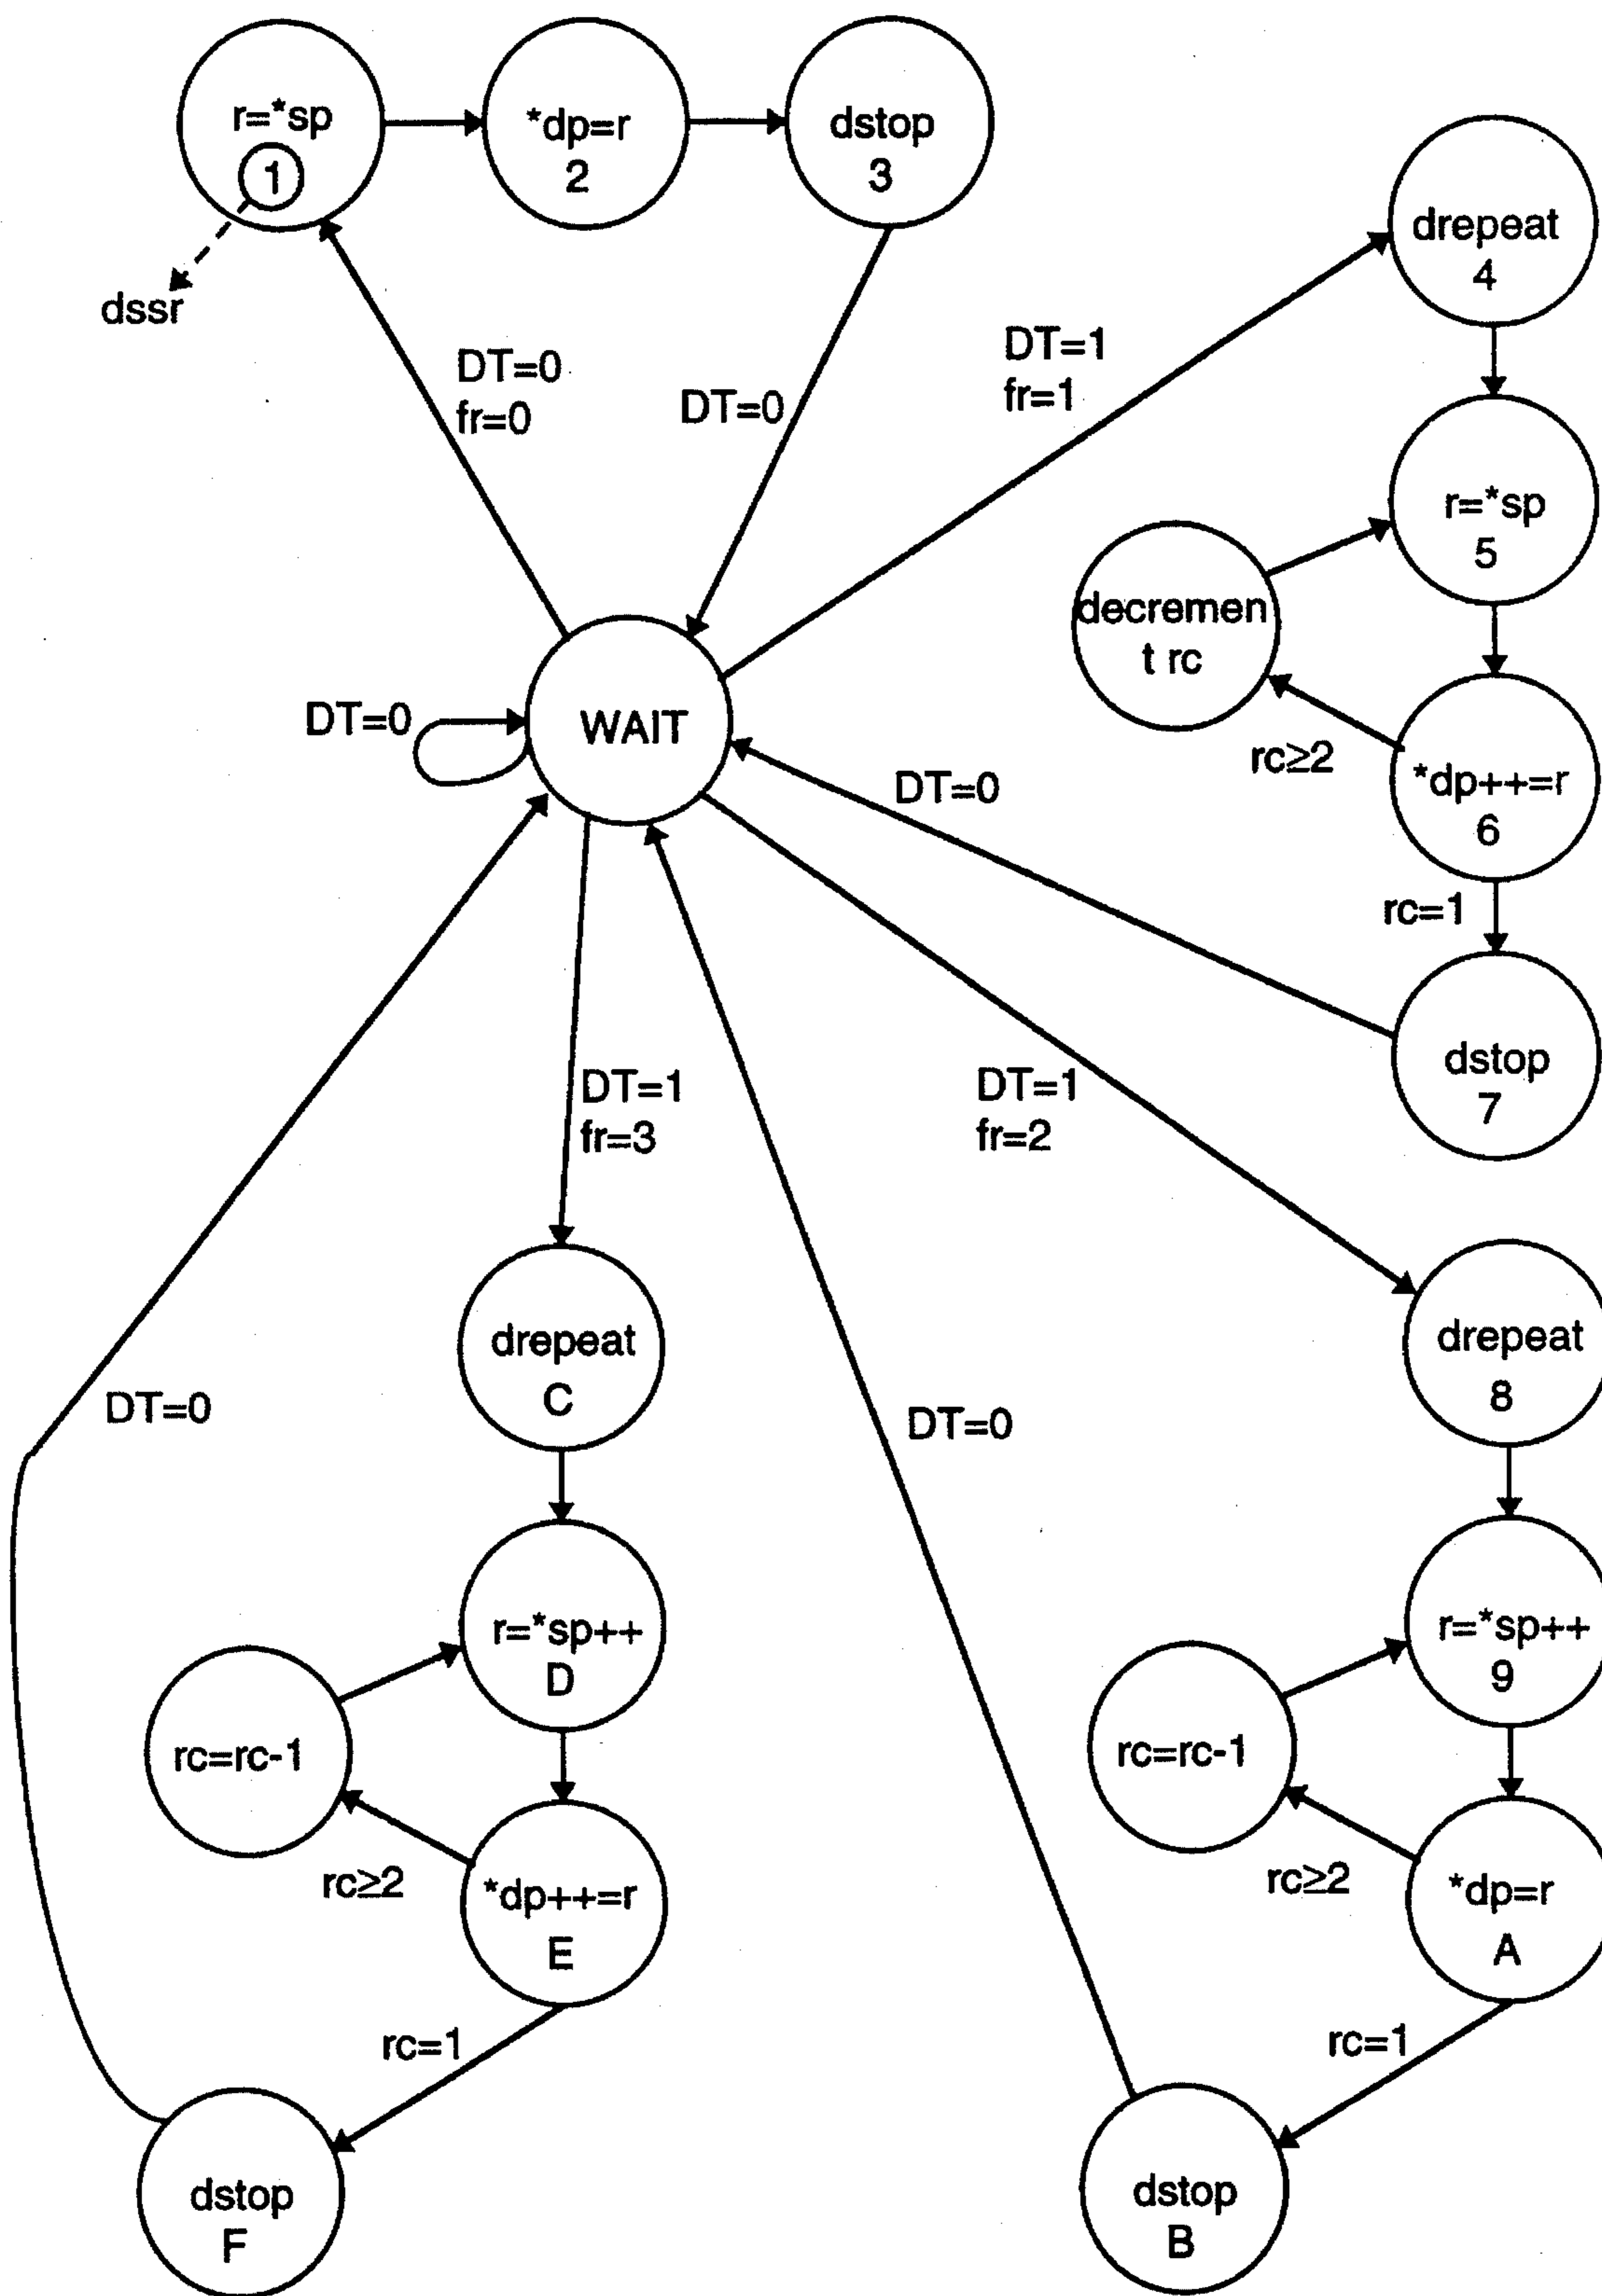 r=*sp
1
dssr
*dp=r
2
dstop
3
DT=0
fr=0
DT=0
DT=1
fr=1
drepeat
4
r=*sp
5
decremen
t rc
rc≥2
*dp++=r
6
rc=1
dstop
7
DT=0
WAIT
DT=0
DT=1
fr=3
DT=1
fr=2
drepeat
C
r=*sp++
D
rc=rc-1
rc≥2
*dp++=r
E
rc=1
dstop
F
DT=0
DT=0
drepeat
8
r=*sp++
9
rc=rc-1
rc≥2
*dp=r
A
rc=1
dstop
B